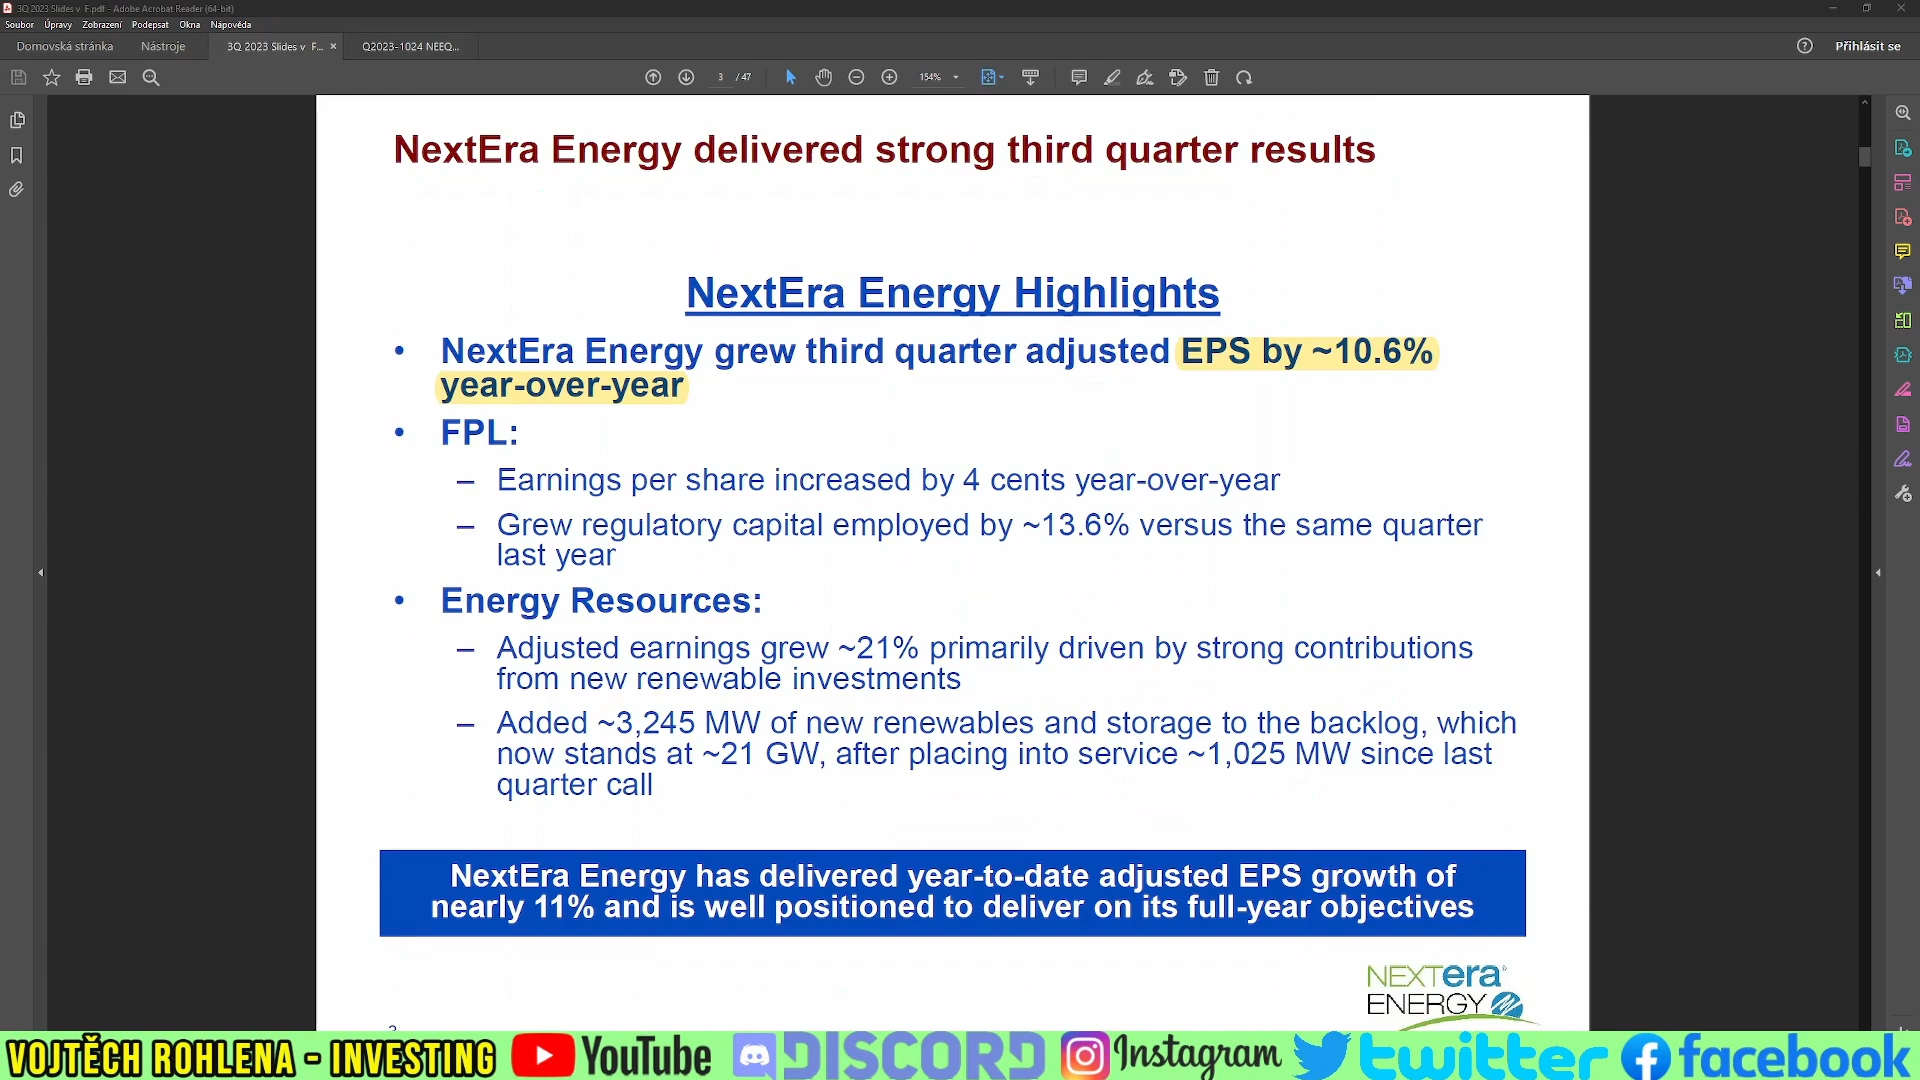 3Q 2023 Slides v F.pdf - Adobe Acrobat Reader (64-bit)
Soubor Úpravy Zobrazení Podepsat Okna Nápověda
Domovská stránka Nástroje 3Q 2023 Slides v F... × Q2023-1024 NEEQ... Přihlásit se
3 / 47 154%
NextEra Energy delivered strong third quarter results
NextEra Energy Highlights
• NextEra Energy grew third quarter adjusted EPS by ~10.6%
year-over-year
• FPL:
– Earnings per share increased by 4 cents year-over-year
– Grew regulatory capital employed by ~13.6% versus the same quarter
last year
• Energy Resources:
– Adjusted earnings grew ~21% primarily driven by strong contributions
from new renewable investments
– Added ~3,245 MW of new renewables and storage to the backlog, which
now stands at ~21 GW, after placing into service ~1,025 MW since last
quarter call
NextEra Energy has delivered year-to-date adjusted EPS growth of
nearly 11% and is well positioned to deliver on its full-year objectives
NEXTera
ENERGY
VOJTĚCH ROHLENA - INVESTING YouTube DISCORD Instagram twitter facebook